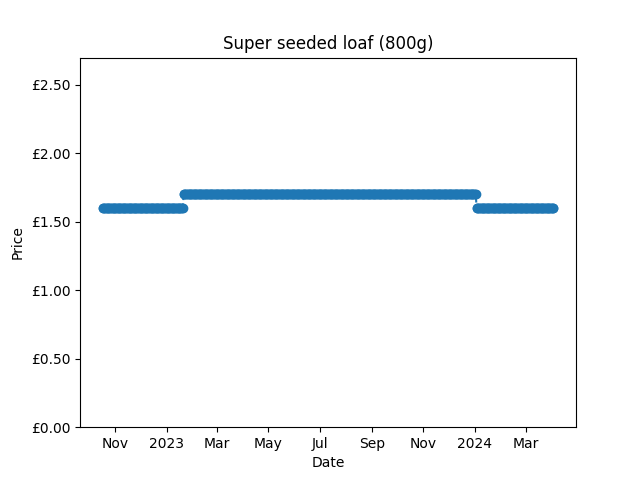 Super seeded loaf (800g)
£2.50
£2.00
£1.50
£1.00
£0.50
£0.00
Price
Nov 2023 Mar May Jul Sep Nov 2024 Mar
Date